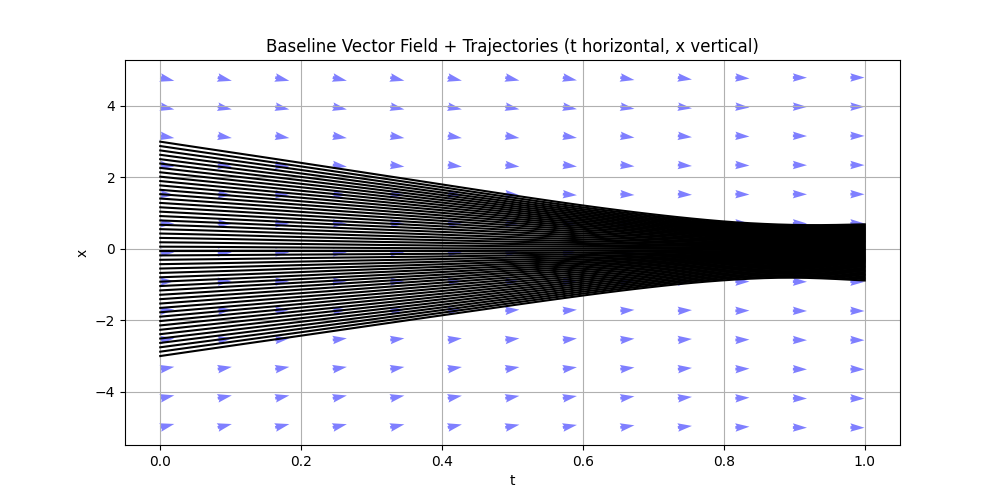 Baseline Vector Field + Trajectories (t horizontal, x vertical)
4
2
0
−2
−4
x
0.0 0.2 0.4 0.6 0.8 1.0
t